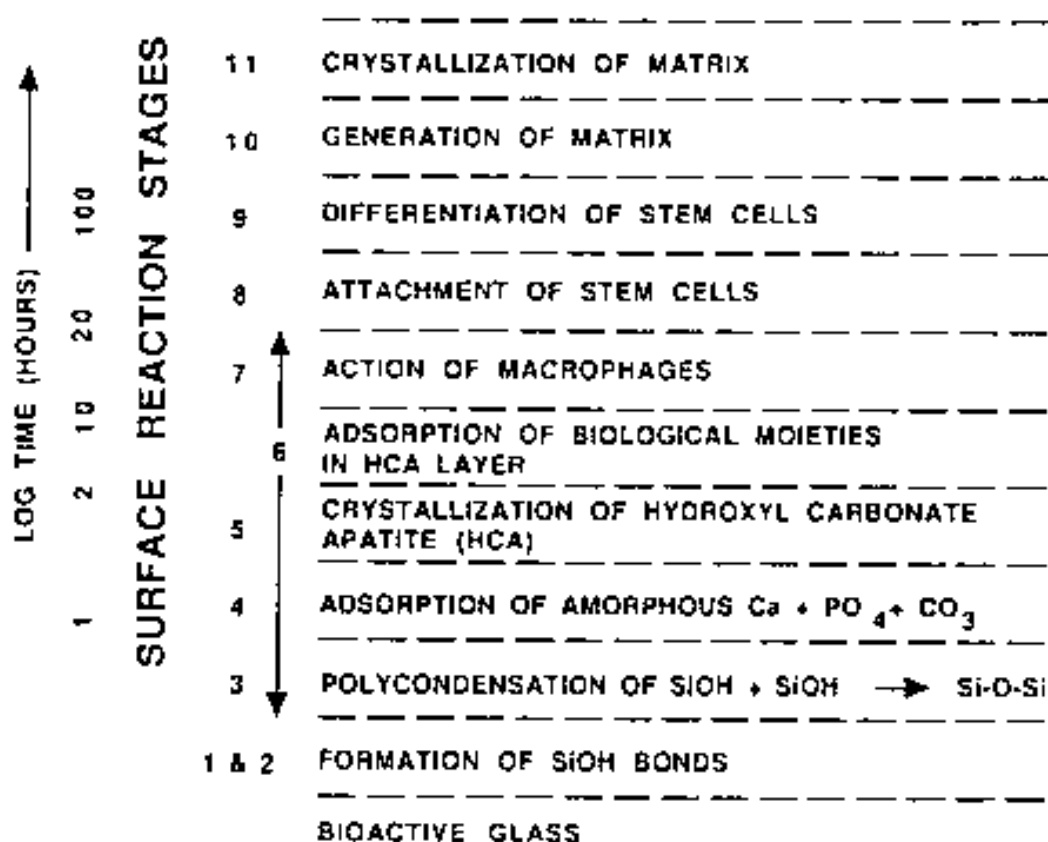 11 CRYSTALLIZATION OF MATRIX
10 GENERATION OF MATRIX
9 DIFFERENTIATION OF STEM CELLS
8 ATTACHMENT OF STEM CELLS
7 ACTION OF MACROPHAGES
6 ADSORPTION OF BIOLOGICAL MOIETIES
IN HCA LAYER
5 CRYSTALLIZATION OF HYDROXYL CARBONATE
APATITE (HCA)
4 ADSORPTION OF AMORPHOUS Ca + PO4 + CO3
3 POLYCONDENSATION OF SiOH + SiOH → Si-O-Si
1 & 2 FORMATION OF SiOH BONDS
BIOACTIVE GLASS
LOG TIME (HOURS)
1 2 10 20 100
SURFACE REACTION STAGES